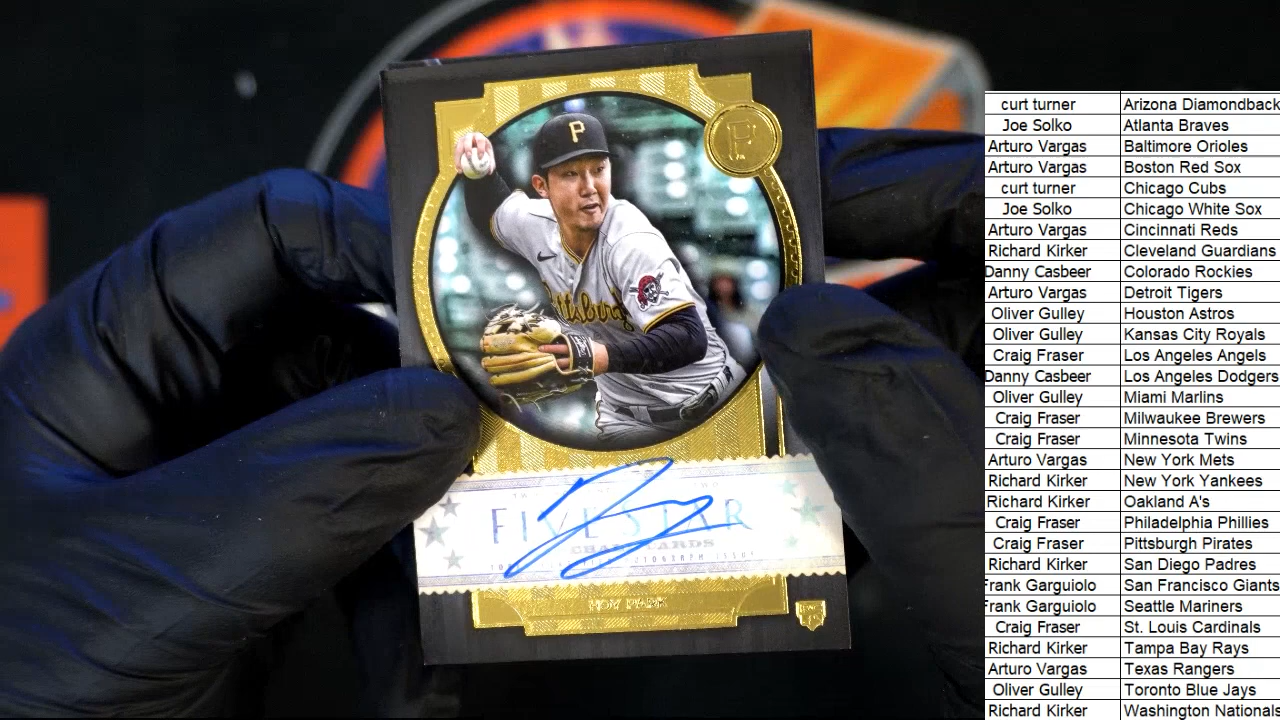 P
P
Pittsburgh
FIVE STAR
HOY PARK
RC
curt turner Arizona Diamondback
Joe Solko Atlanta Braves
Arturo Vargas Baltimore Orioles
Arturo Vargas Boston Red Sox
curt turner Chicago Cubs
Joe Solko Chicago White Sox
Arturo Vargas Cincinnati Reds
Richard Kirker Cleveland Guardians
Danny Casbeer Colorado Rockies
Arturo Vargas Detroit Tigers
Oliver Gulley Houston Astros
Oliver Gulley Kansas City Royals
Craig Fraser Los Angeles Angels
Danny Casbeer Los Angeles Dodgers
Oliver Gulley Miami Marlins
Craig Fraser Milwaukee Brewers
Craig Fraser Minnesota Twins
Arturo Vargas New York Mets
Richard Kirker New York Yankees
Richard Kirker Oakland A's
Craig Fraser Philadelphia Phillies
Craig Fraser Pittsburgh Pirates
Richard Kirker San Diego Padres
Frank Garguiolo San Francisco Giants
Frank Garguiolo Seattle Mariners
Craig Fraser St. Louis Cardinals
Richard Kirker Tampa Bay Rays
Arturo Vargas Texas Rangers
Oliver Gulley Toronto Blue Jays
Richard Kirker Washington Nationals